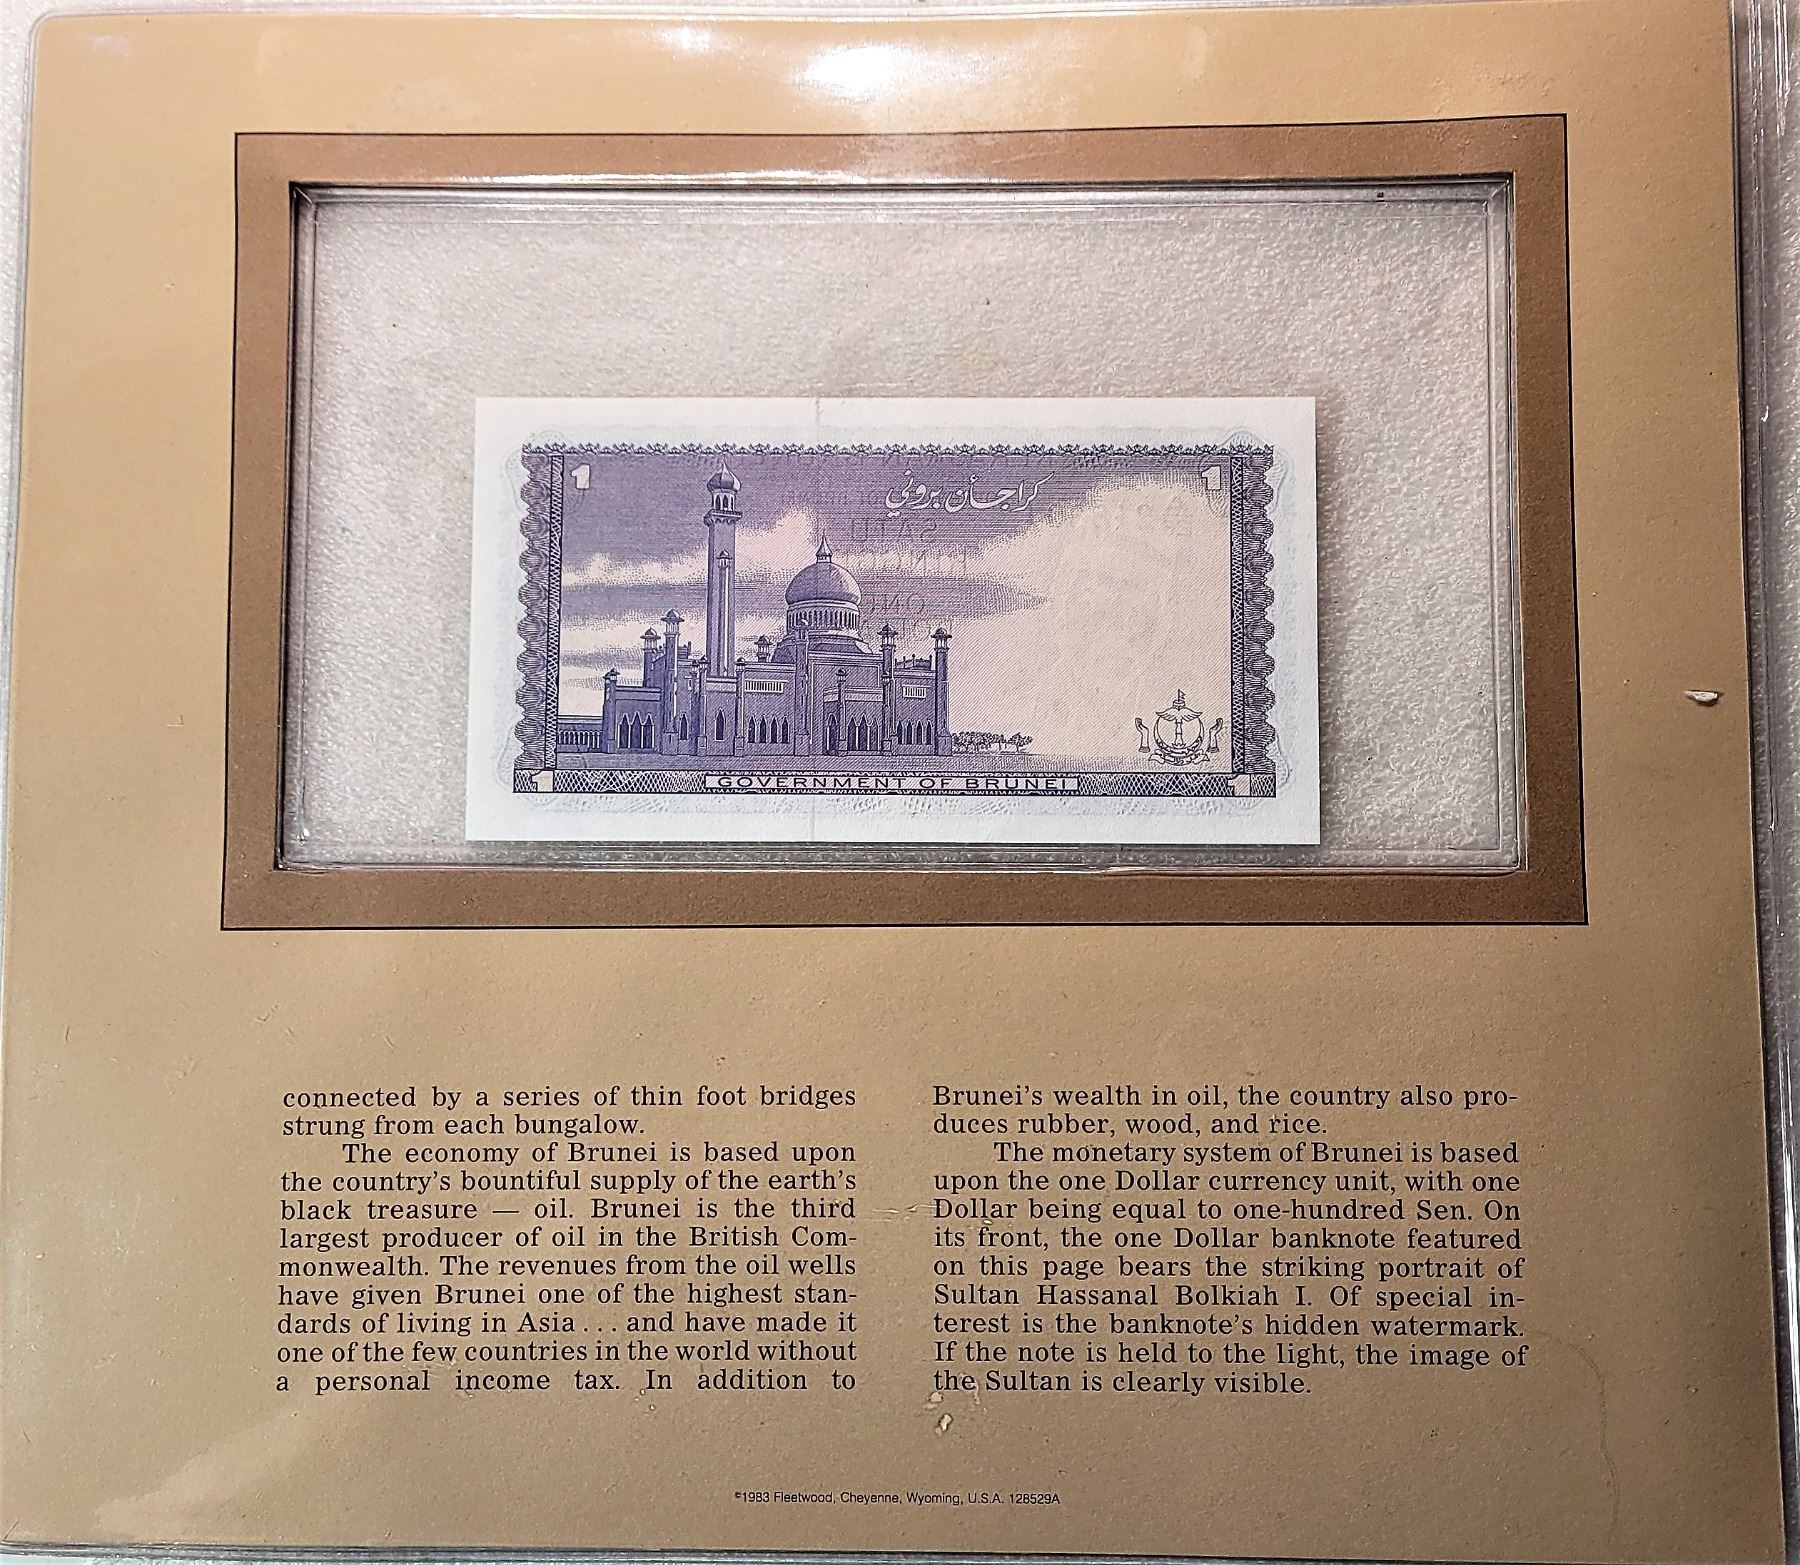 1
1
كراجأن بروني
SATU
ONE
1
GOVERNMENT OF BRUNEI
1
connected by a series of thin foot bridges
strung from each bungalow.
The economy of Brunei is based upon
the country's bountiful supply of the earth's
black treasure — oil. Brunei is the third
largest producer of oil in the British Com-
monwealth. The revenues from the oil wells
have given Brunei one of the highest stan-
dards of living in Asia . . . and have made it
one of the few countries in the world without
a personal income tax. In addition to
Brunei's wealth in oil, the country also pro-
duces rubber, wood, and rice.
The monetary system of Brunei is based
upon the one Dollar currency unit, with one
Dollar being equal to one-hundred Sen. On
its front, the one Dollar banknote featured
on this page bears the striking portrait of
Sultan Hassanal Bolkiah I. Of special in-
terest is the banknote's hidden watermark.
If the note is held to the light, the image of
the Sultan is clearly visible.
©1983 Fleetwood, Cheyenne, Wyoming, U.S.A. 128529A